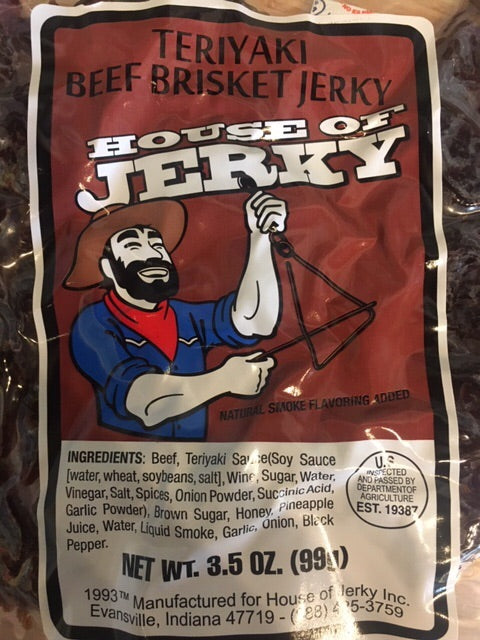 TERIYAKI
BEEF BRISKET JERKY
HOUSE OF
JERKY
NATURAL SMOKE FLAVORING ADDED
INGREDIENTS: Beef, Teriyaki Sauce(Soy Sauce
[water, wheat, soybeans, salt], Wine, Sugar, Water,
Vinegar, Salt, Spices, Onion Powder, Succinic Acid,
Garlic Powder), Brown Sugar, Honey, Pineapple
Juice, Water, Liquid Smoke, Garlic, Onion, Black
Pepper.
U.S
INSPECTED
AND PASSED BY
DEPARTMENT OF
AGRICULTURE
EST. 19387
NET WT. 3.5 OZ. (99g)
1993™ Manufactured for House of Jerky Inc.
Evansville, Indiana 47719 -